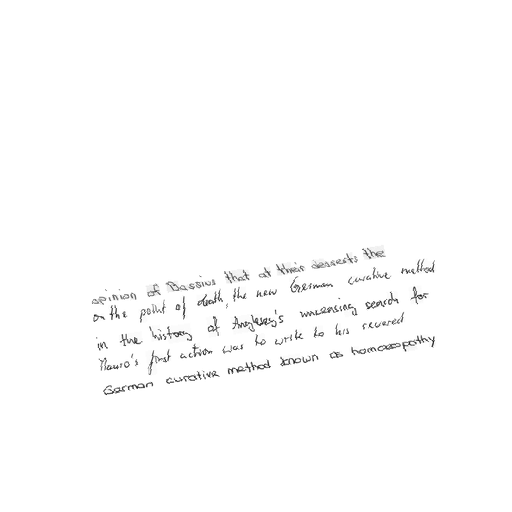 opinion of Bassius that at their desserts the
on the point of death, the new German curative method
in the history of Anglesey's unceasing search for
Mauro's first action was to write to his revered
German curative method known as homoeopathy